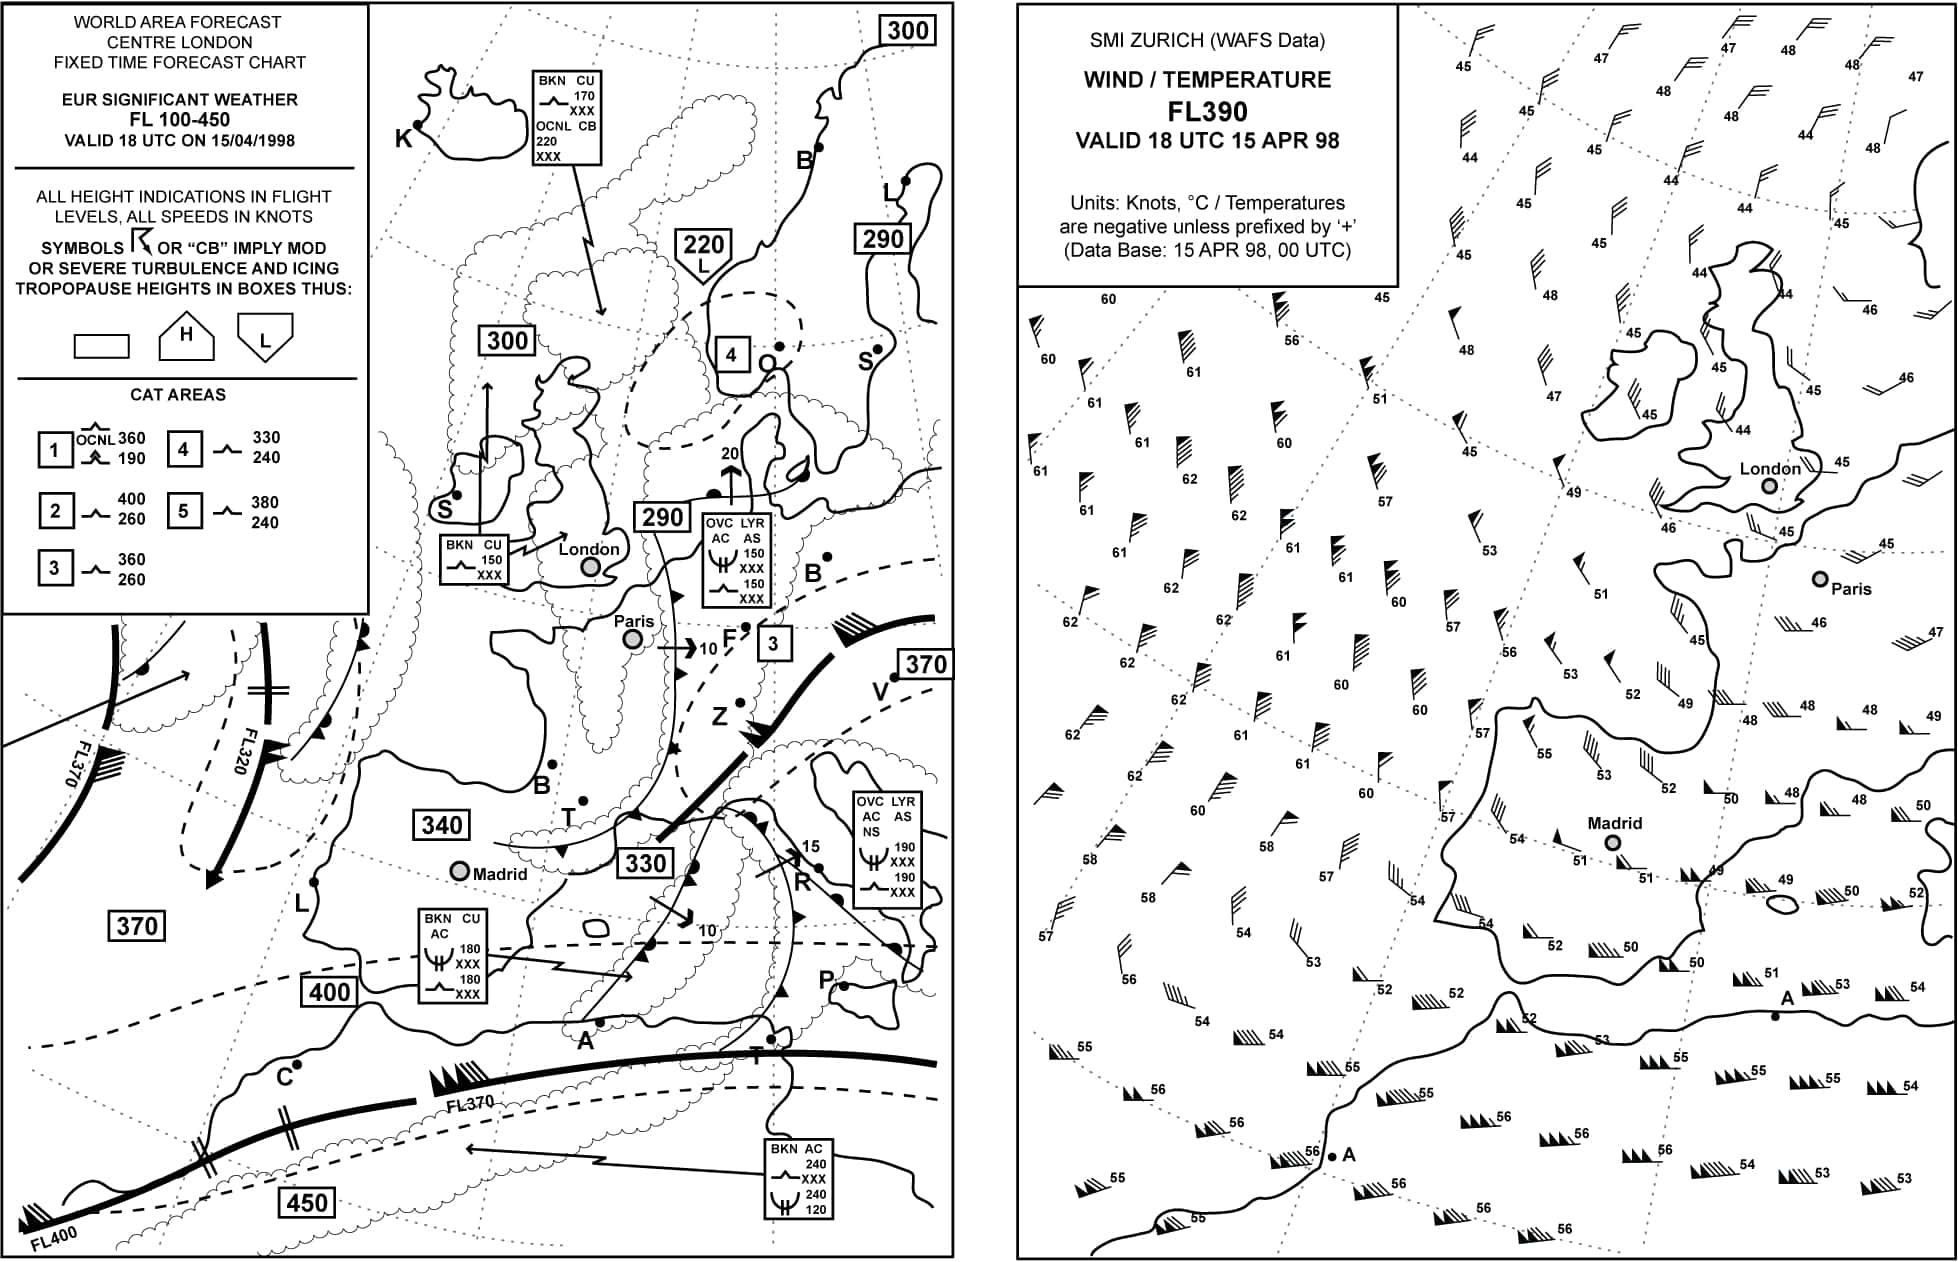 WORLD AREA FORECAST
CENTRE LONDON
FIXED TIME FORECAST CHART
EUR SIGNIFICANT WEATHER
FL 100-450
VALID 18 UTC ON 15/04/1998
ALL HEIGHT INDICATIONS IN FLIGHT
LEVELS, ALL SPEEDS IN KNOTS
SYMBOLS OR “CB” IMPLY MOD
OR SEVERE TURBULENCE AND ICING
TROPOPAUSE HEIGHTS IN BOXES THUS:
H
L
CAT AREAS
1 OCNL 360 190
4 330 240
2 400 260
5 380 240
3 360 260
300
K
BKN CU
170
XXX
OCNL CB
220
XXX
B
L
290
220
L
300
4
O
S
S
20
290
BKN CU
150
XXX
London
OVC LYR
AC AS
150
XXX
150
XXX
B
Paris
10
F
3
370
V
Z
FL370
FL320
B
T
340
330
Madrid
15
R
OVC LYR
AC AS
NS
190
XXX
190
XXX
L
370
BKN CU
AC
180
XXX
180
XXX
10
400
P
A
T
C
FL370
BKN AC
240
XXX
240
120
450
FL400
SMI ZURICH (WAFS Data)
WIND / TEMPERATURE
FL390
VALID 18 UTC 15 APR 98
Units: Knots, °C / Temperatures
are negative unless prefixed by ‘+’
(Data Base: 15 APR 98, 00 UTC)
45 47 47 48 48 47
45 48 48 44 48
44 45 44 44 45
45 45 44 44 46
60 45 48 45
60 56 48 45 45 46
61 61 51 47 45 44
61 61 60 45
London
45
61 62 57 49 46 45 45
61 62 61 53
62 62 61 60 51
Paris
62 62 61 60 57 56 53 45 46 47
62 62 61 60 57 52 49 48 48 48 49
62 60 61 60 57 55 53 52 50 48 48 50
Madrid
58 58 57 54 54 51 51 49 49 50 52
57 58 54 53 54 52 50 50 51 53 54
56 54 54 52 52 52 53
A
55 56 55 55 55 55 55 54
56 56 56 56 56 54 53 53
A
55 55 56 56 56